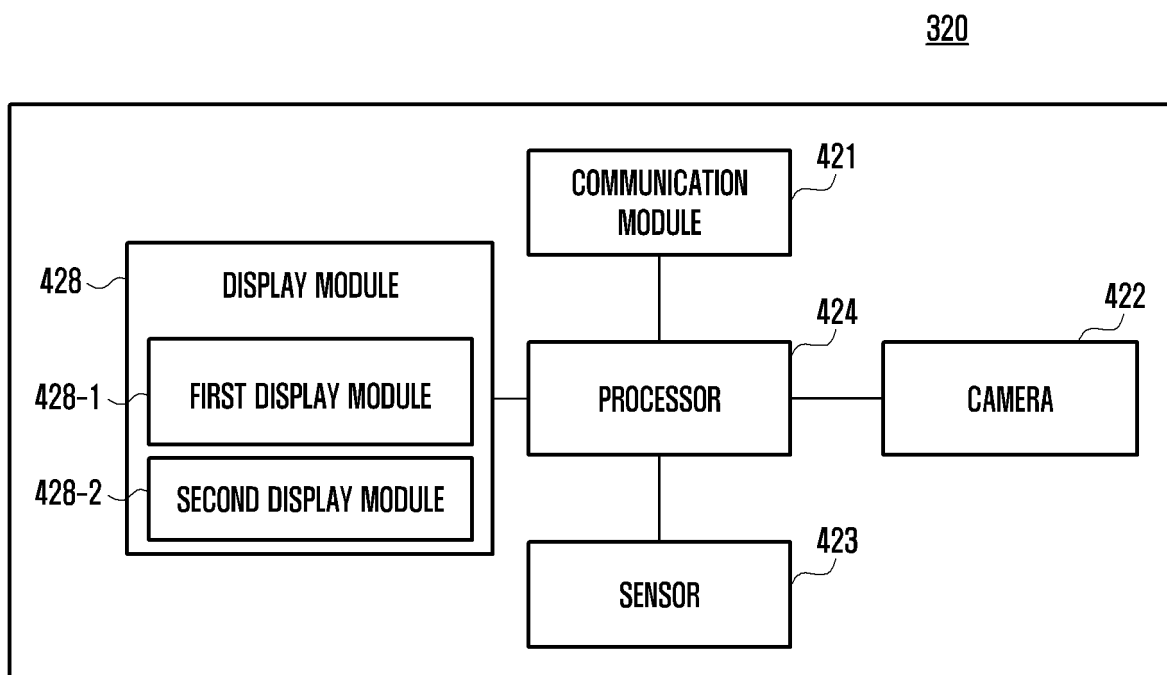 320
COMMUNICATION
MODULE
421
428
DISPLAY MODULE
424
422
428-1
FIRST DISPLAY MODULE
PROCESSOR
CAMERA
428-2
SECOND DISPLAY MODULE
423
SENSOR